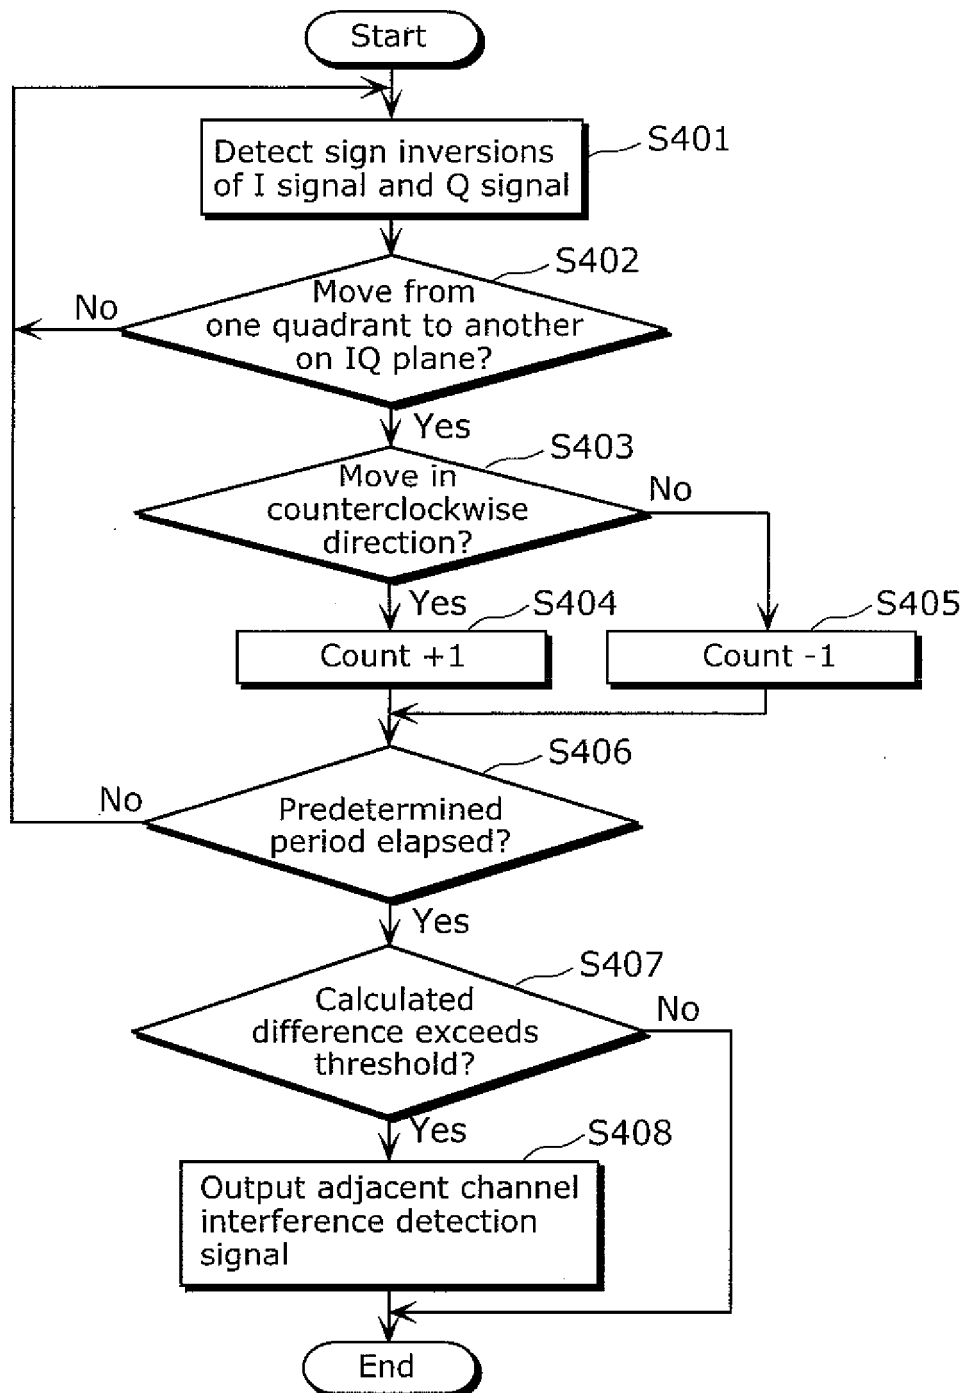 Start
Detect sign inversions
of I signal and Q signal
S401
S402
Move from
one quadrant to another
on IQ plane?
No
Yes
S403
Move in
counterclockwise
direction?
No
Yes
S404
Count +1
S405
Count -1
S406
Predetermined
period elapsed?
No
Yes
S407
Calculated
difference exceeds
threshold?
No
Yes
S408
Output adjacent channel
interference detection
signal
End